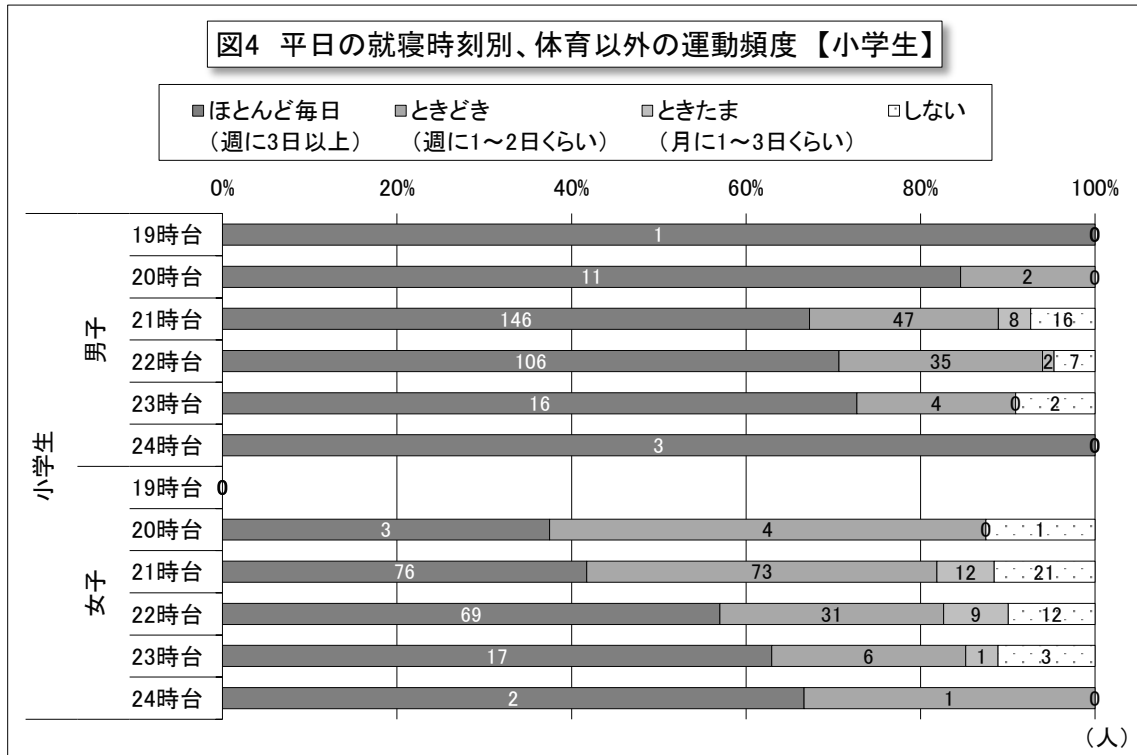 図4 平日の就寝時刻別、体育以外の運動頻度 【小学生】
ほとんど毎日 ときどき ときたま しない
(週に3日以上) (週に1～2日くらい) (月に1～3日くらい)
0% 20% 40% 60% 80% 100%
小学生
男子
19時台 1 0
20時台 11 2 0
21時台 146 47 8 16
22時台 106 35 2 7
23時台 16 4 0 2
24時台 3 0
女子
19時台 0
20時台 3 4 0 1
21時台 76 73 12 21
22時台 69 31 9 12
23時台 17 6 1 3
24時台 2 1 0
(人)